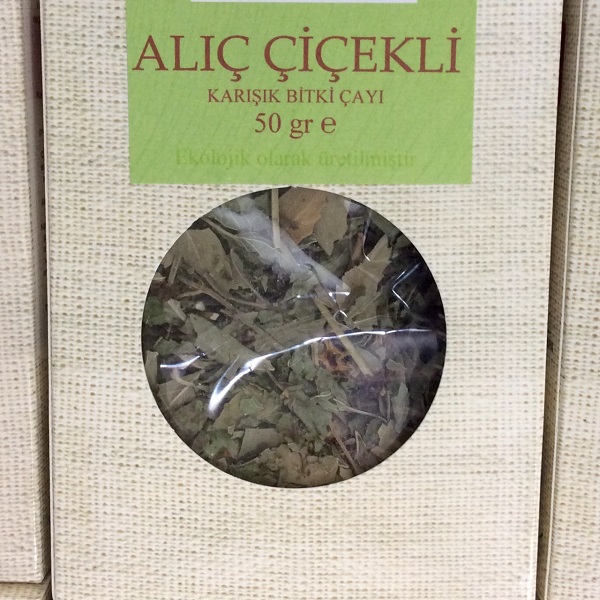 ALIÇ ÇİÇEKLİ
KARIŞIK BİTKİ ÇAYI
50 gr ℮
Ekolojik olarak üretilmiştir